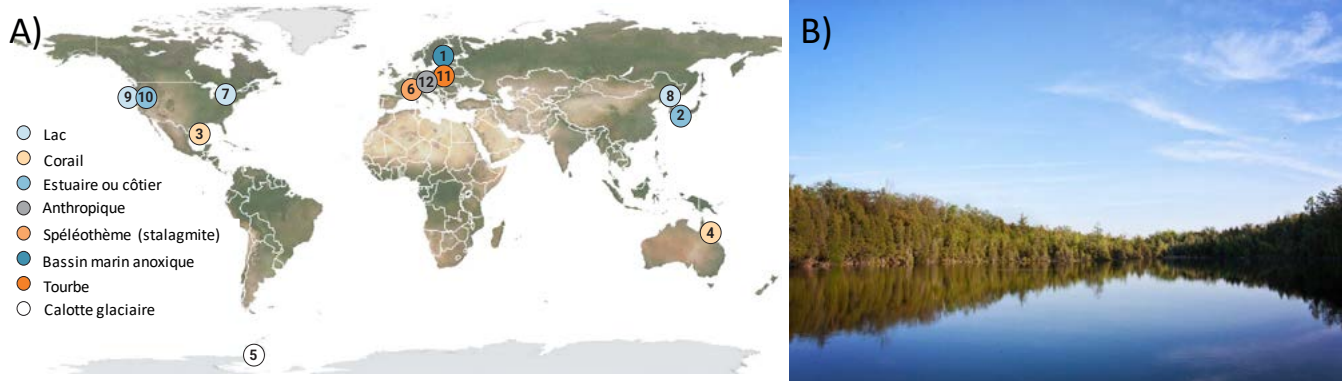 A)
B)
1
12
11
6
9
10
7
8
2
3
4
5
Lac
Corail
Estuaire ou côtier
Anthropique
Spéléothème (stalagmite)
Bassin marin anoxique
Tourbe
Calotte glaciaire